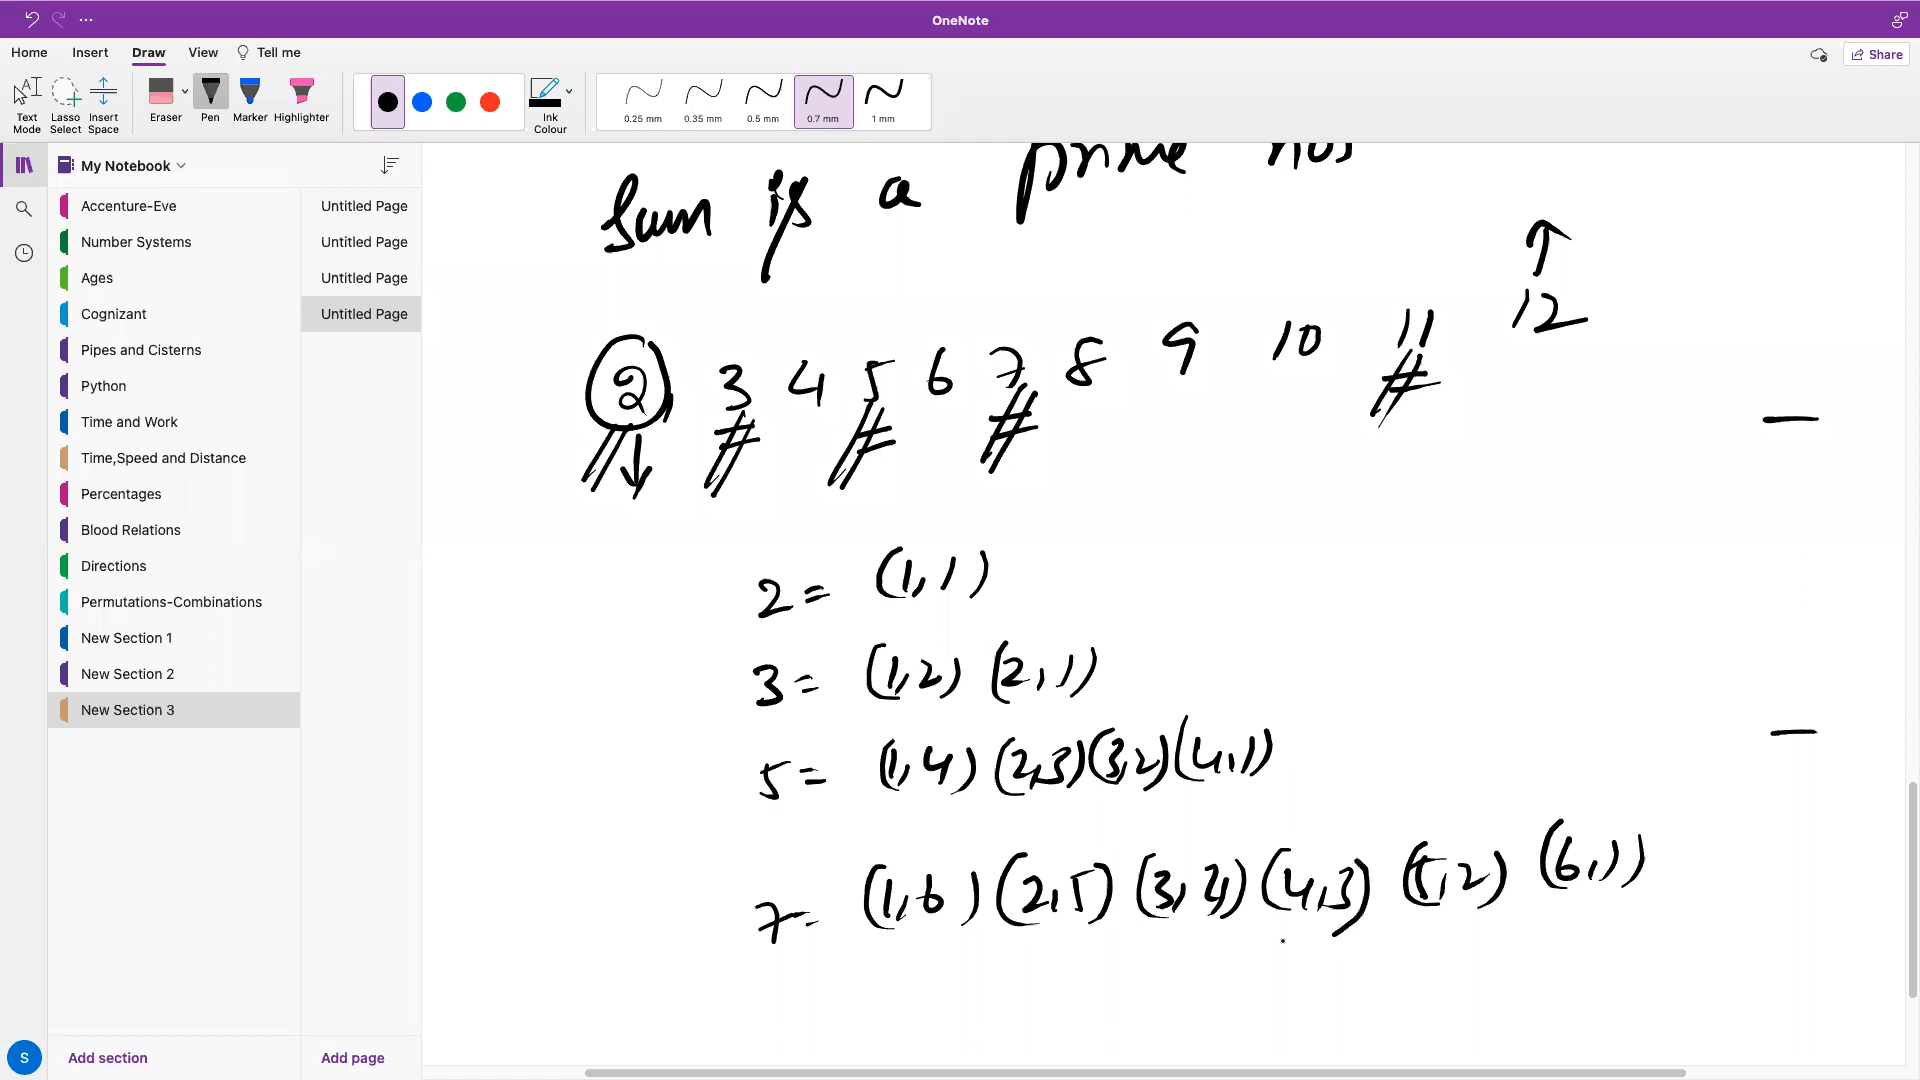 OneNote
Home Insert Draw View Tell me
Share
Text Mode
Lasso Select
Insert Space
Eraser
Pen
Marker
Highlighter
Ink Colour
0.25 mm
0.35 mm
0.5 mm
0.7 mm
1 mm
My Notebook
Accenture-Eve
Number Systems
Ages
Cognizant
Pipes and Cisterns
Python
Time and Work
Time,Speed and Distance
Percentages
Blood Relations
Directions
Permutations-Combinations
New Section 1
New Section 2
New Section 3
Add section
S
Untitled Page
Untitled Page
Untitled Page
Untitled Page
Add page
Sum is a prime nos
2 3 4 5 6 7 8 9 10 11 12
2 = (1,1)
3 = (1,2) (2,1)
5 = (1,4) (2,3) (3,2) (4,1)
7 = (1,6) (2,5) (3,4) (4,3) (5,2) (6,1)